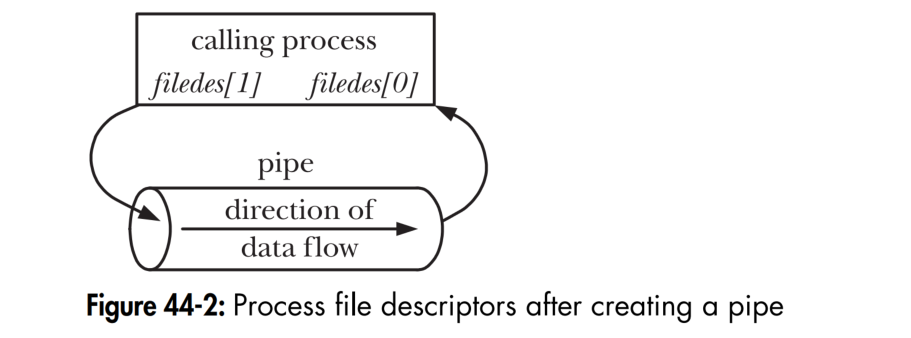 calling process
filedes[1] filedes[0]
pipe
direction of
data flow
Figure 44-2: Process file descriptors after creating a pipe